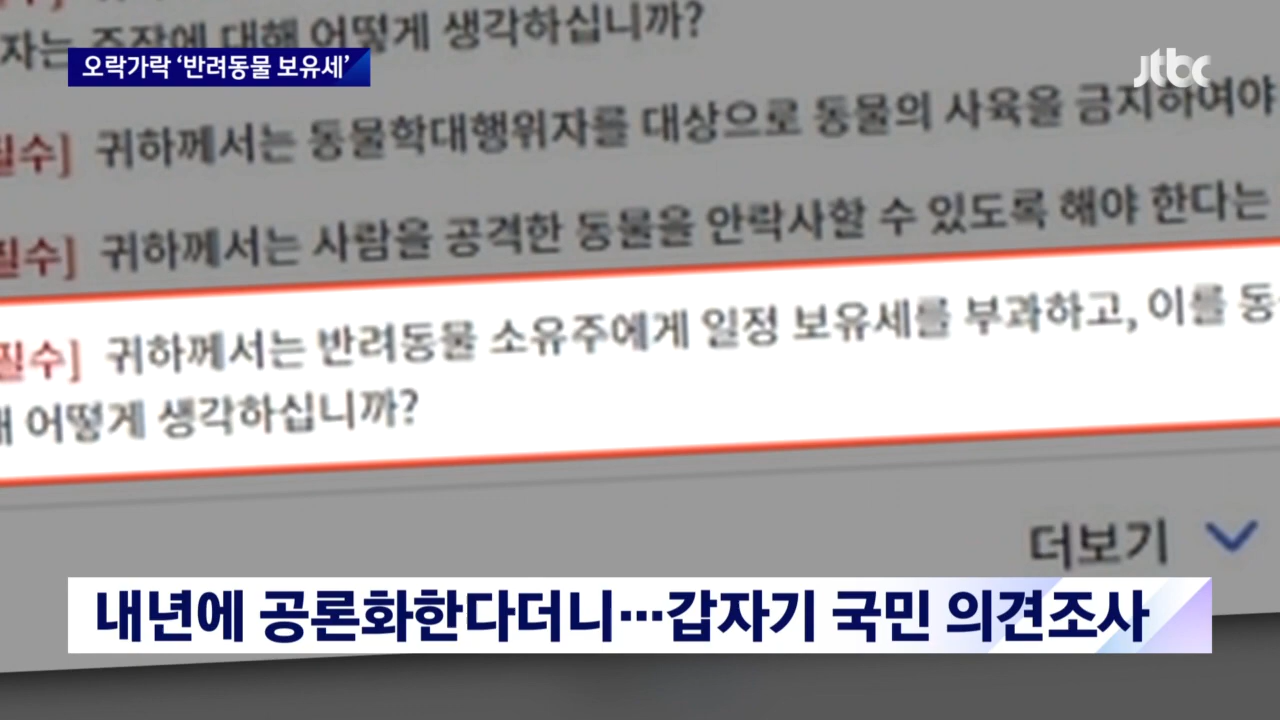 자는 주장에 대해 어떻게 생각하십니까?
오락가락 ‘반려동물 보유세’
jtbc
필수] 귀하께서는 동물학대행위자를 대상으로 동물의 사육을 금지하여야
필수] 귀하께서는 사람을 공격한 동물을 안락사할 수 있도록 해야 한다는
필수] 귀하께서는 반려동물 소유주에게 일정 보유세를 부과하고, 이를 동
해 어떻게 생각하십니까?
더보기
내년에 공론화한다더니…갑자기 국민 의견조사